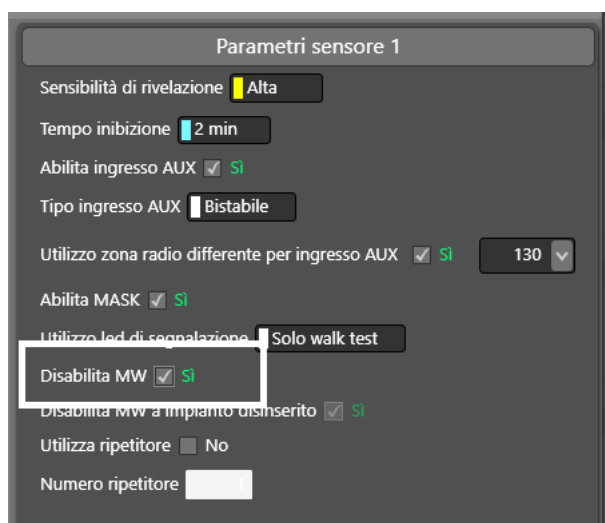 Parametri sensore 1
Sensibilità di rivelazione Alta
Tempo inibizione 2 min
Abilita ingresso AUX Sì
Tipo ingresso AUX Bistabile
Utilizzo zona radio differente per ingresso AUX Sì 130
Abilita MASK Sì
Utilizzo led di segnalazione Solo walk test
Disabilita MW Sì
Disabilita MW a impianto disinserito Sì
Utilizza ripetitore No
Numero ripetitore